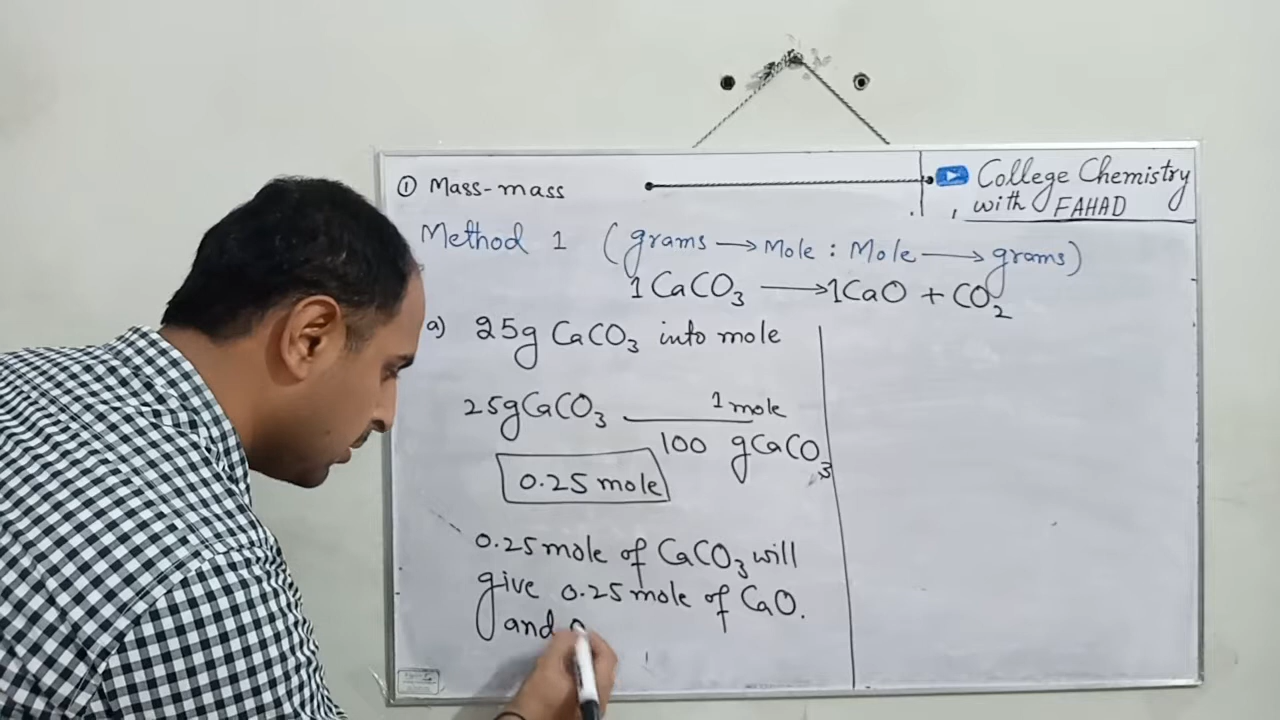 ① Mass-mass
College Chemistry
with FAHAD
Method 1 (grams → Mole : Mole → grams)
1 CaCO₃ → 1CaO + CO₂
a) 25g CaCO₃ into mole
25gCaCO₃ 1 mole
100 gCaCO₃
0.25 mole
0.25 mole of CaCO₃ will
give 0.25 mole of CaO.
and